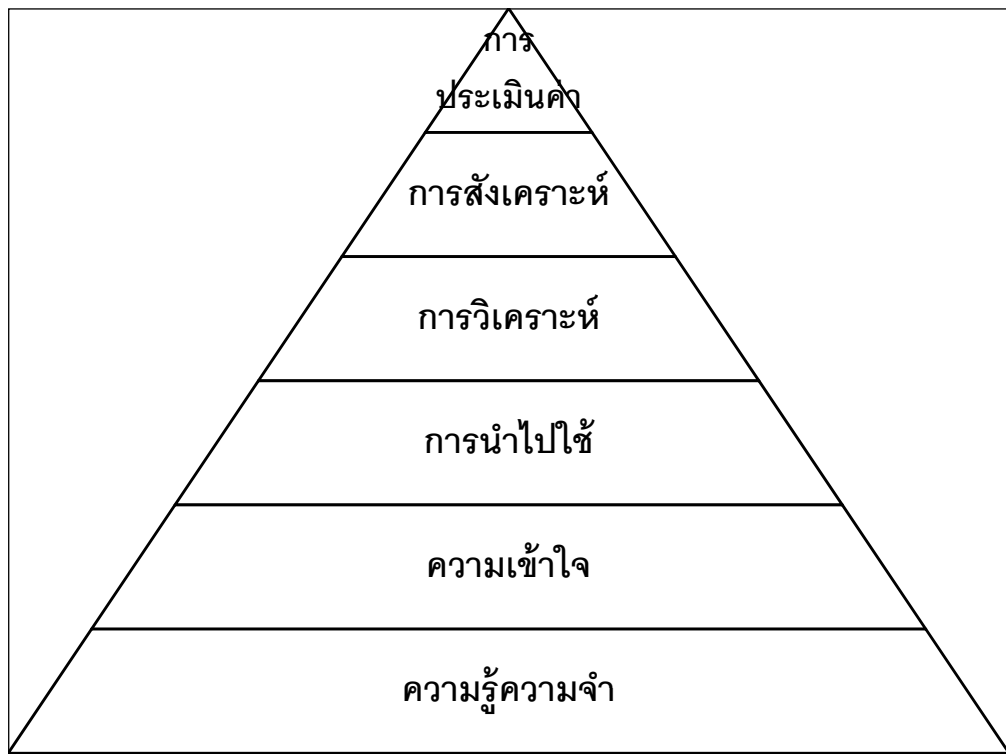 การ
ประเมินค่า
การสังเคราะห์
การวิเคราะห์
การนำไปใช้
ความเข้าใจ
ความรู้ความจำ